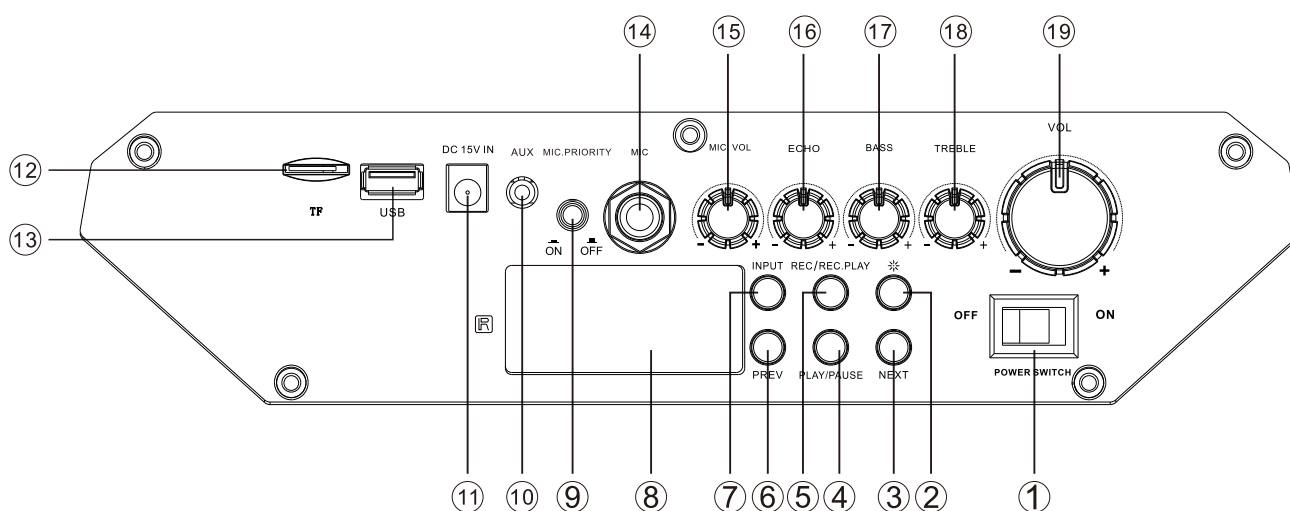 14 15 16 17 18 19
VOL
DC 15V IN AUX MIC.PRIORITY MIC MIC VOL ECHO BASS TREBLE
12
TF USB
13
ON OFF - + - + - + - + - +
INPUT REC/REC.PLAY
OFF ON
IR
PREV PLAY/PAUSE NEXT POWER SWITCH
11 10 9 8 7 6 5 4 3 2 1